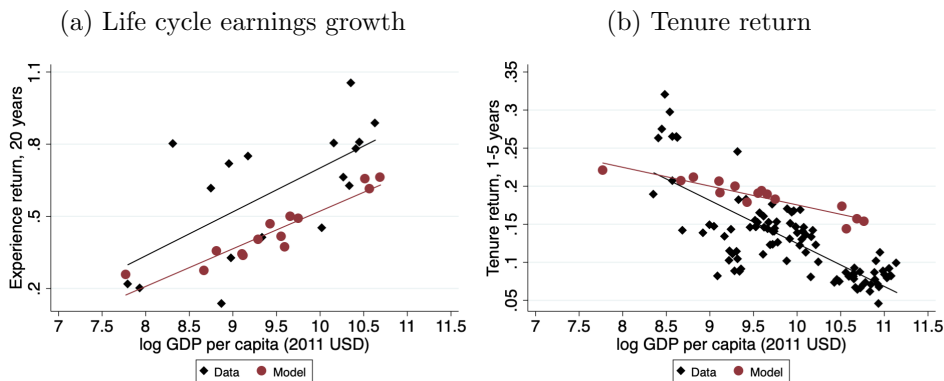 (a) Life cycle earnings growth
Experience return, 20 years
1.1
.8
.5
.2
7 7.5 8 8.5 9 9.5 10 10.5 11 11.5
log GDP per capita (2011 USD)
Data Model
(b) Tenure return
Tenure return, 1-5 years
.35
.3
.25
.2
.15
.1
.05
7 7.5 8 8.5 9 9.5 10 10.5 11 11.5
log GDP per capita (2011 USD)
Data Model